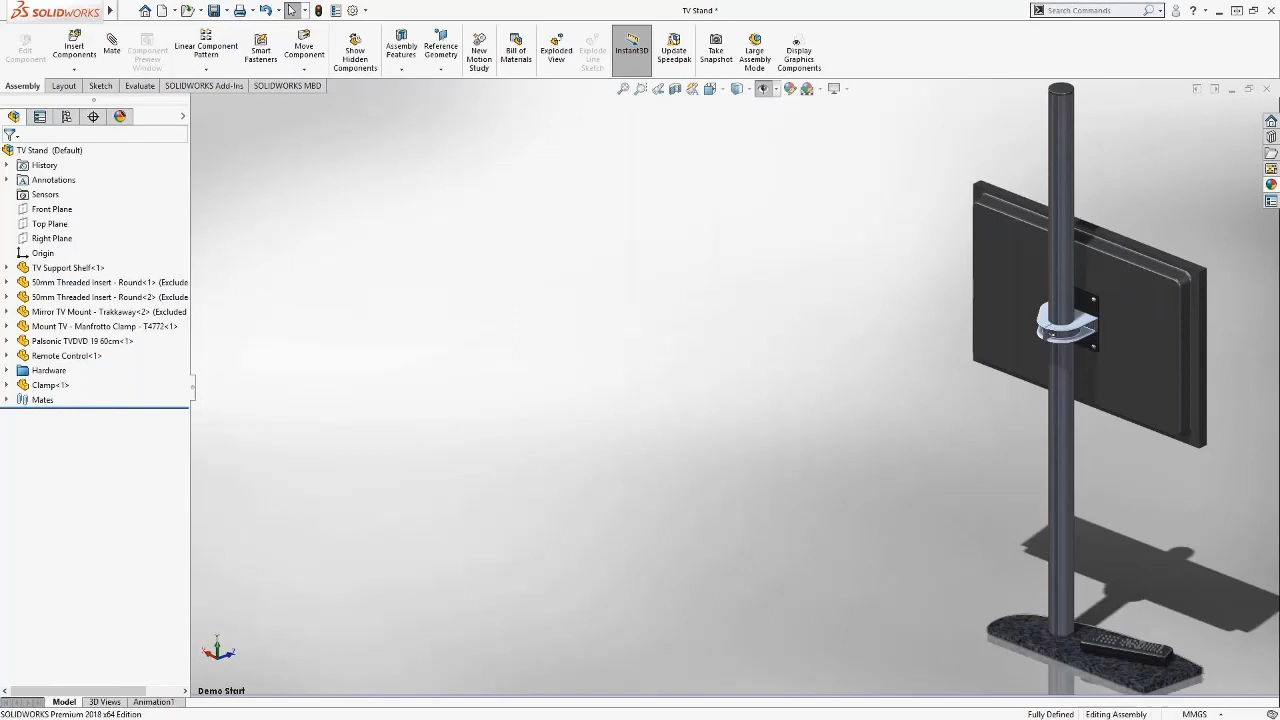 SOLIDWORKS
TV Stand *
Search Commands
Edit Component
Insert Components
Mate
Component Preview Window
Linear Component Pattern
Smart Fasteners
Move Component
Show Hidden Components
Assembly Features
Reference Geometry
New Motion Study
Bill of Materials
Exploded View
Explode Line Sketch
Instant3D
Update Speedpak
Take Snapshot
Large Assembly Mode
Display Graphics Components
Assembly
Layout
Sketch
Evaluate
SOLIDWORKS Add-Ins
SOLIDWORKS MBD
TV Stand (Default)
History
Annotations
Sensors
Front Plane
Top Plane
Right Plane
Origin
TV Support Shelf<1>
50mm Threaded Insert - Round<1> (Exclude
50mm Threaded Insert - Round<2> (Exclude
Mirror TV Mount - Trakkaway<2> (Excluded
Mount TV - Manfrotto Clamp - T4772<1>
Palsonic TVDVD 19 60cm<1>
Remote Control<1>
Hardware
Clamp<1>
Mates
Demo Start
Model
3D Views
Animation1
SOLIDWORKS Premium 2018 x64 Edition
Fully Defined
Editing Assembly
MMGS